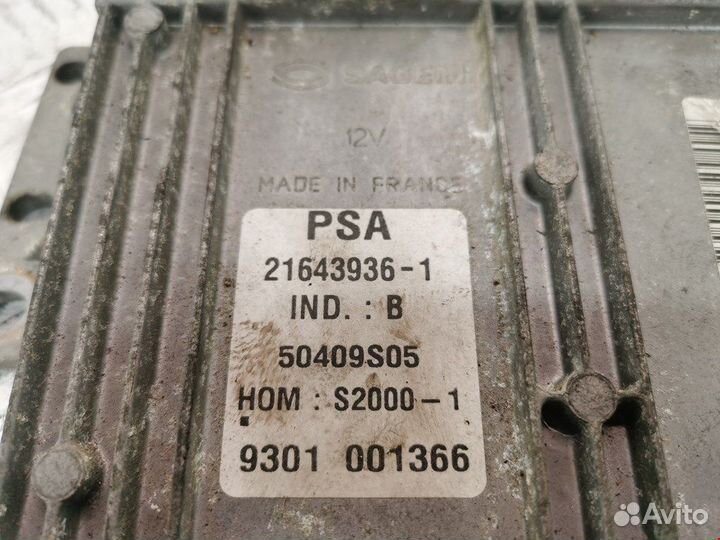 SAGEM
12V
MADE IN FRANCE
PSA
21643936-1
IND. : B
50409S05
HOM : S2000-1
9301 001366
Avito